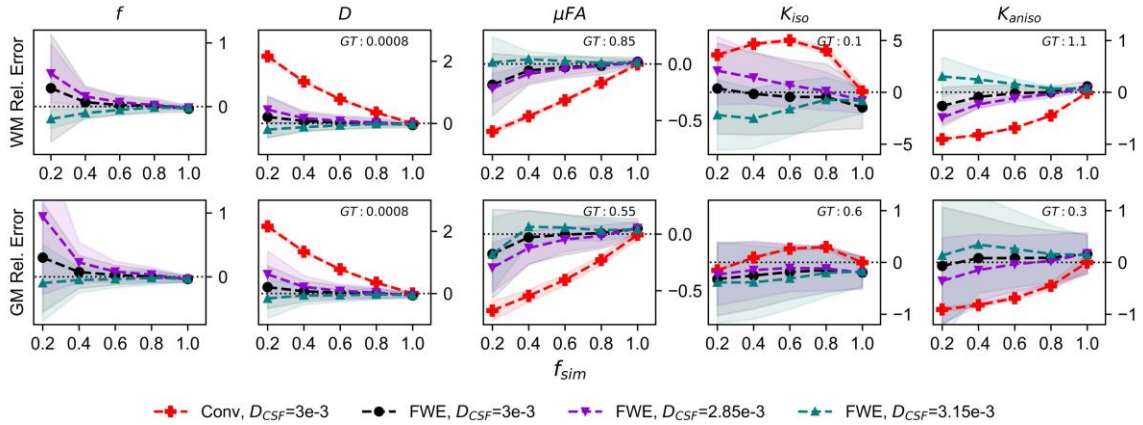 f D μFA K_iso K_aniso
WM Rel. Error
1
0
0.2 0.4 0.6 0.8 1.0
GT : 0.0008
2
0
0.2 0.4 0.6 0.8 1.0
GT : 0.85
0.0
−0.5
0.2 0.4 0.6 0.8 1.0
GT : 0.1
5
0
−5
0.2 0.4 0.6 0.8 1.0
GT : 1.1
1
0
−1
0.2 0.4 0.6 0.8 1.0
GM Rel. Error
1
0
0.2 0.4 0.6 0.8 1.0
GT : 0.0008
2
0
0.2 0.4 0.6 0.8 1.0
GT : 0.55
0.0
−0.5
0.2 0.4 0.6 0.8 1.0
GT : 0.6
1
0
−1
0.2 0.4 0.6 0.8 1.0
GT : 0.3
1
0
−1
0.2 0.4 0.6 0.8 1.0
f_sim
Conv, D_CSF=3e-3 FWE, D_CSF=3e-3 FWE, D_CSF=2.85e-3 FWE, D_CSF=3.15e-3